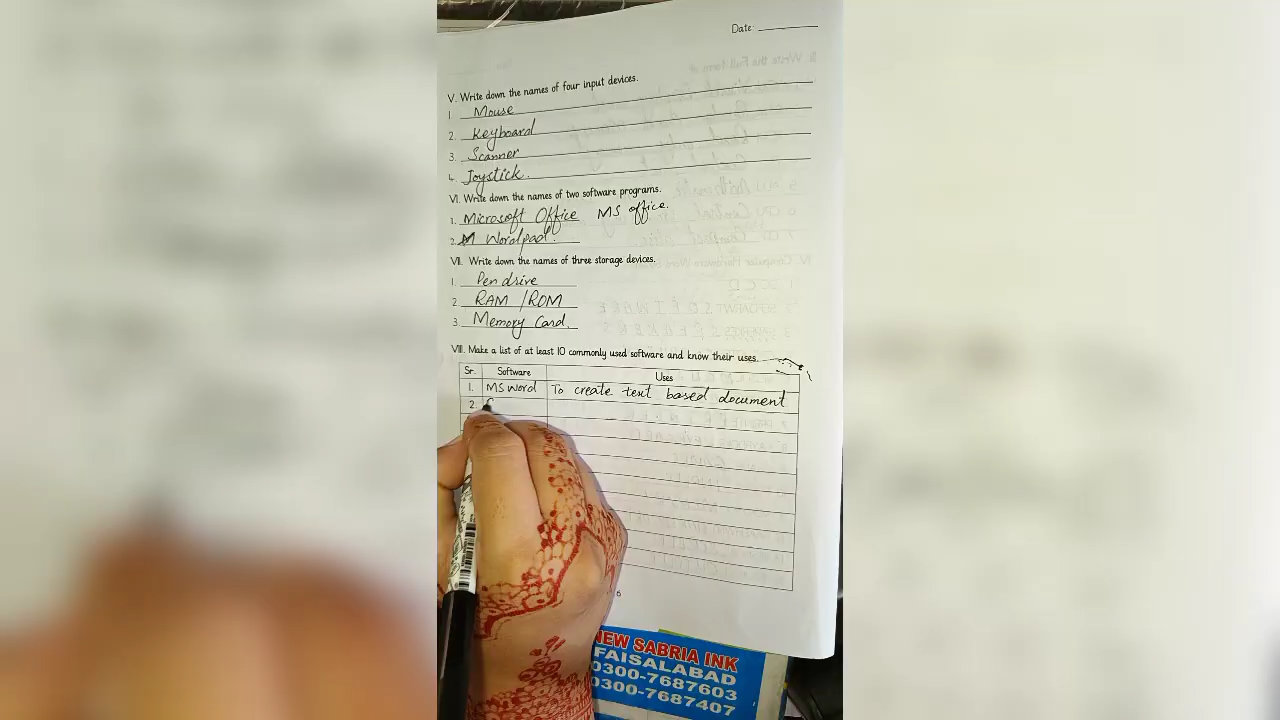 Date:
V. Write down the names of four input devices.
1. Mouse
2. Keyboard
3. Scanner
4. Joystick.
VI. Write down the names of two software programs.
1. Microsoft Office MS office.
2. Wordpad.
VII. Write down the names of three storage devices.
1. Pen drive
2. RAM / ROM
3. Memory Card.
VIII. Make a list of at least 10 commonly used software and know their uses.
Sr. Software Uses
1. MS word To create text based document
2.
6
NEW SABRIA INK
FAISALABAD
0300-7687603
0300-7687407